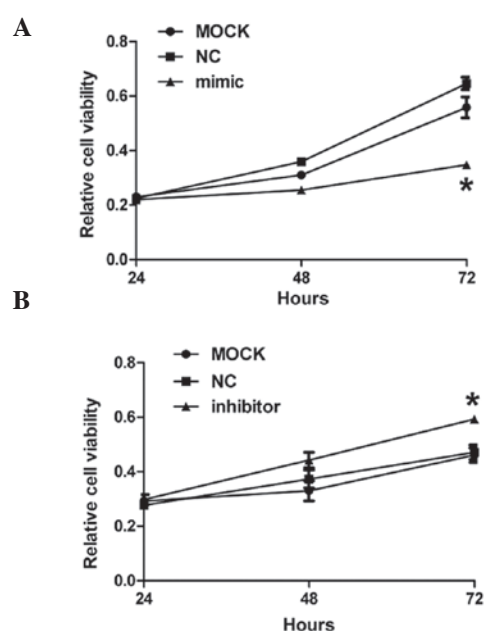 A
MOCK
NC
mimic
Relative cell viability
0.8
0.6
0.4
0.2
0.0
24 48 72
*
Hours
B
MOCK
NC
inhibitor
Relative cell viability
0.8
0.6
0.4
0.2
0.0
24 48 72
*
Hours